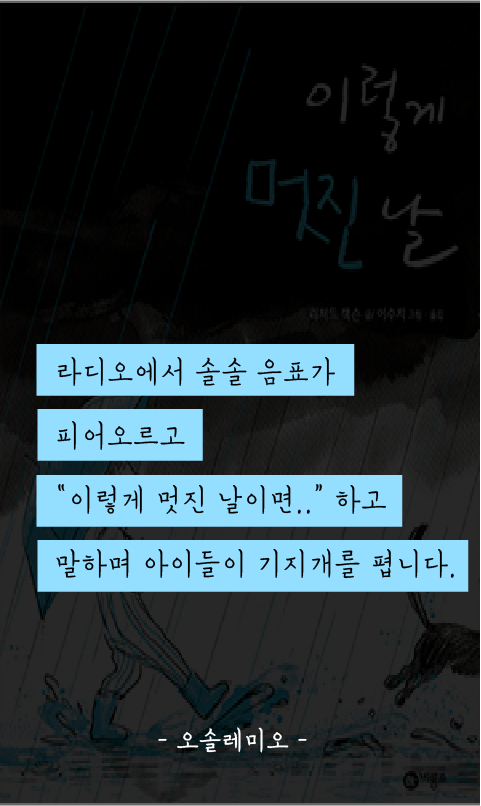 이렇게
멋진 날
리처드 잭슨 글/ 이수지 그림·옮김
라디오에서 솔솔 음표가
피어오르고
“이렇게 멋진 날이면..” 하고
말하며 아이들이 기지개를 폅니다.
- 오솔레미오 -
비룡소